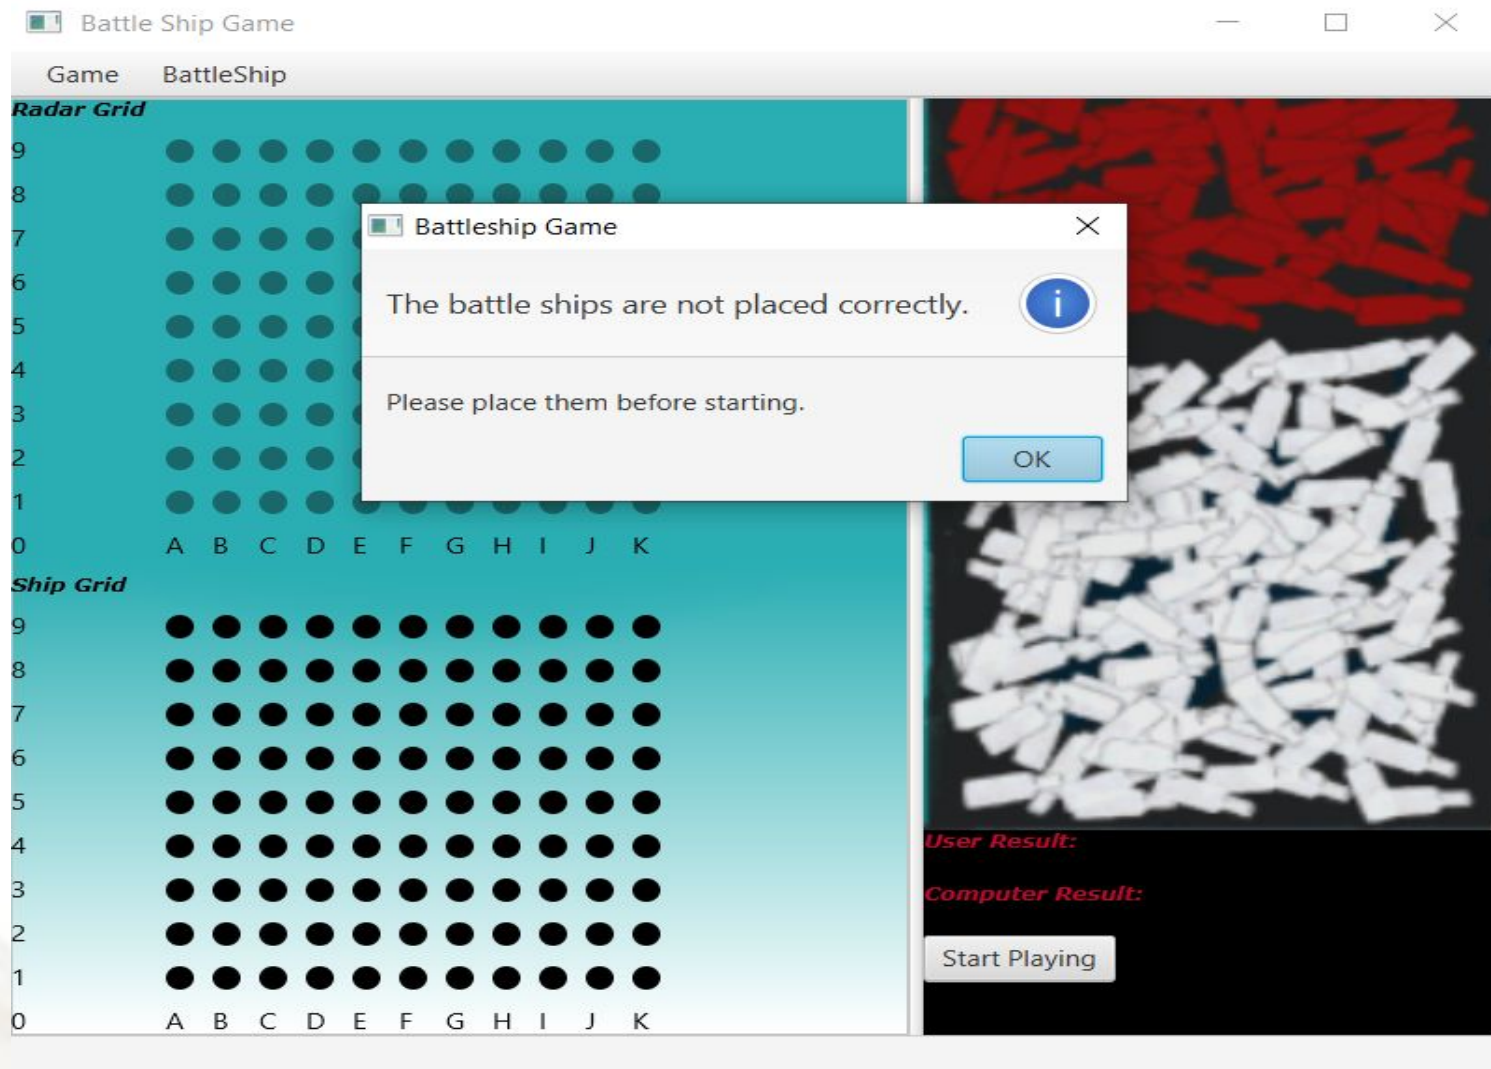 Battle Ship Game
Game BattleShip
Radar Grid
9
8
7
6
5
4
3
2
1
0 A B C D E F G H I J K
Battleship Game
The battle ships are not placed correctly.
i
Please place them before starting.
OK
Ship Grid
9
8
7
6
5
4
3
2
1
0 A B C D E F G H I J K
User Result:
Computer Result:
Start Playing